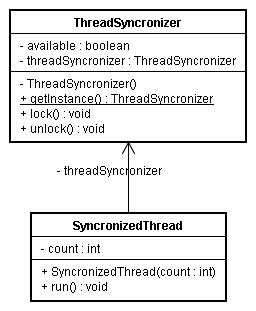 ThreadSyncronizer
- available : boolean
- threadSyncronizer : ThreadSyncronizer
- ThreadSyncronizer()
+ getInstance() : ThreadSyncronizer
+ lock() : void
+ unlock() : void
- threadSyncronizer
SyncronizedThread
- count : int
+ SyncronizedThread(count : int)
+ run() : void